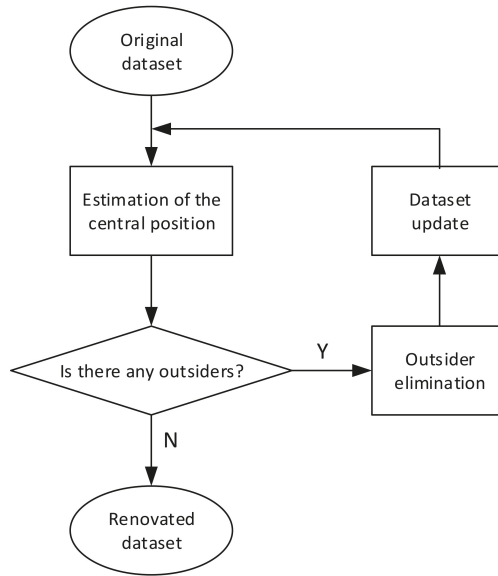 Original
dataset
Estimation of the
central position
Dataset
update
Is there any outsiders?
Y
Outsider
elimination
N
Renovated
dataset